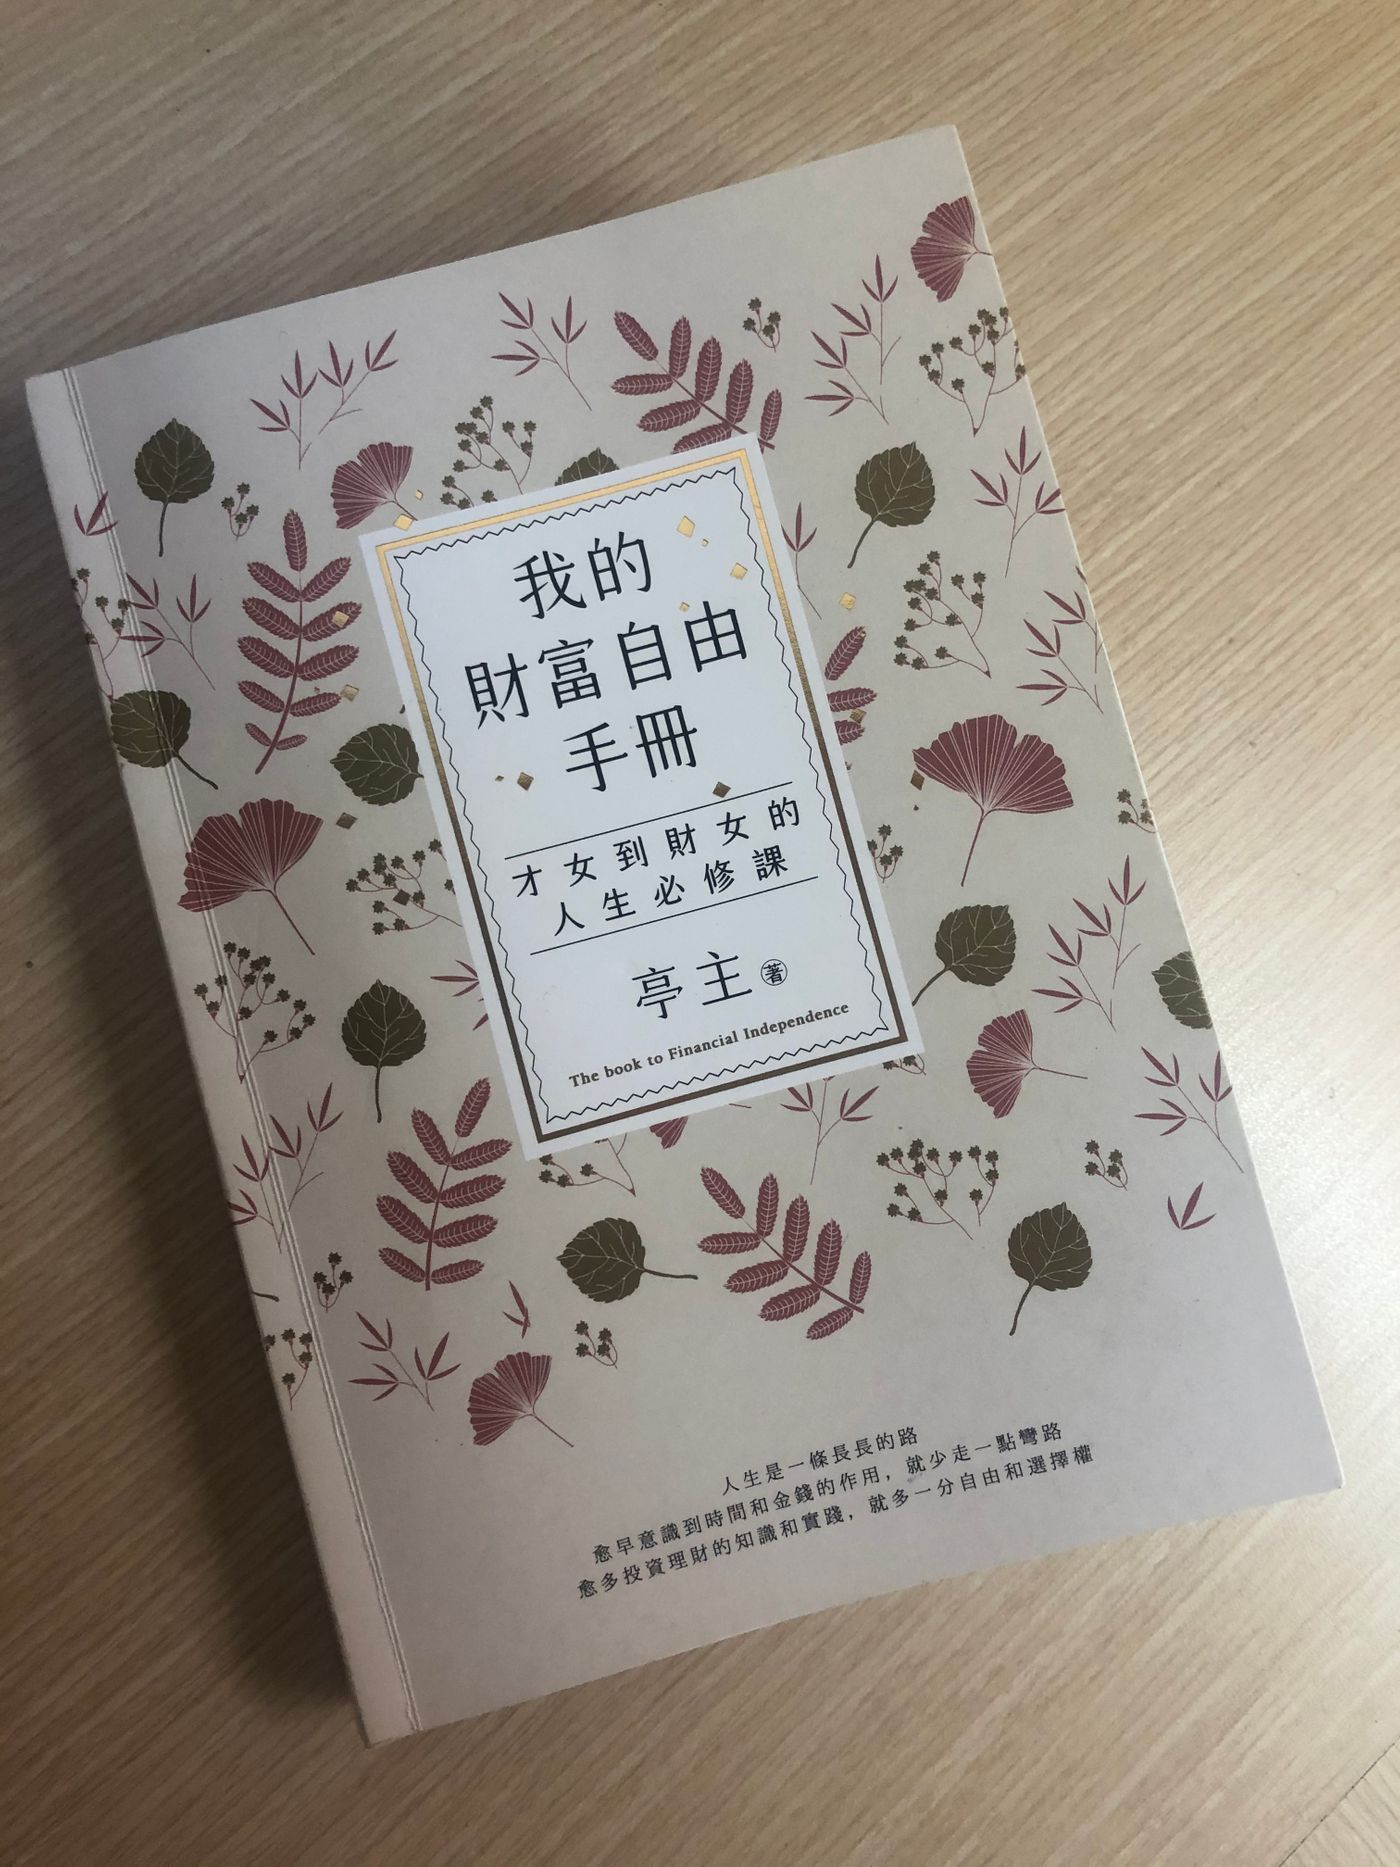 我的
財富自由
手冊
才女到財女的
人生必修課
亭主著
The book to Financial Independence
人生是一條長長的路
愈早意識到時間和金錢的作用，就少走一點彎路
愈多投資理財的知識和實踐，就多一分自由和選擇權